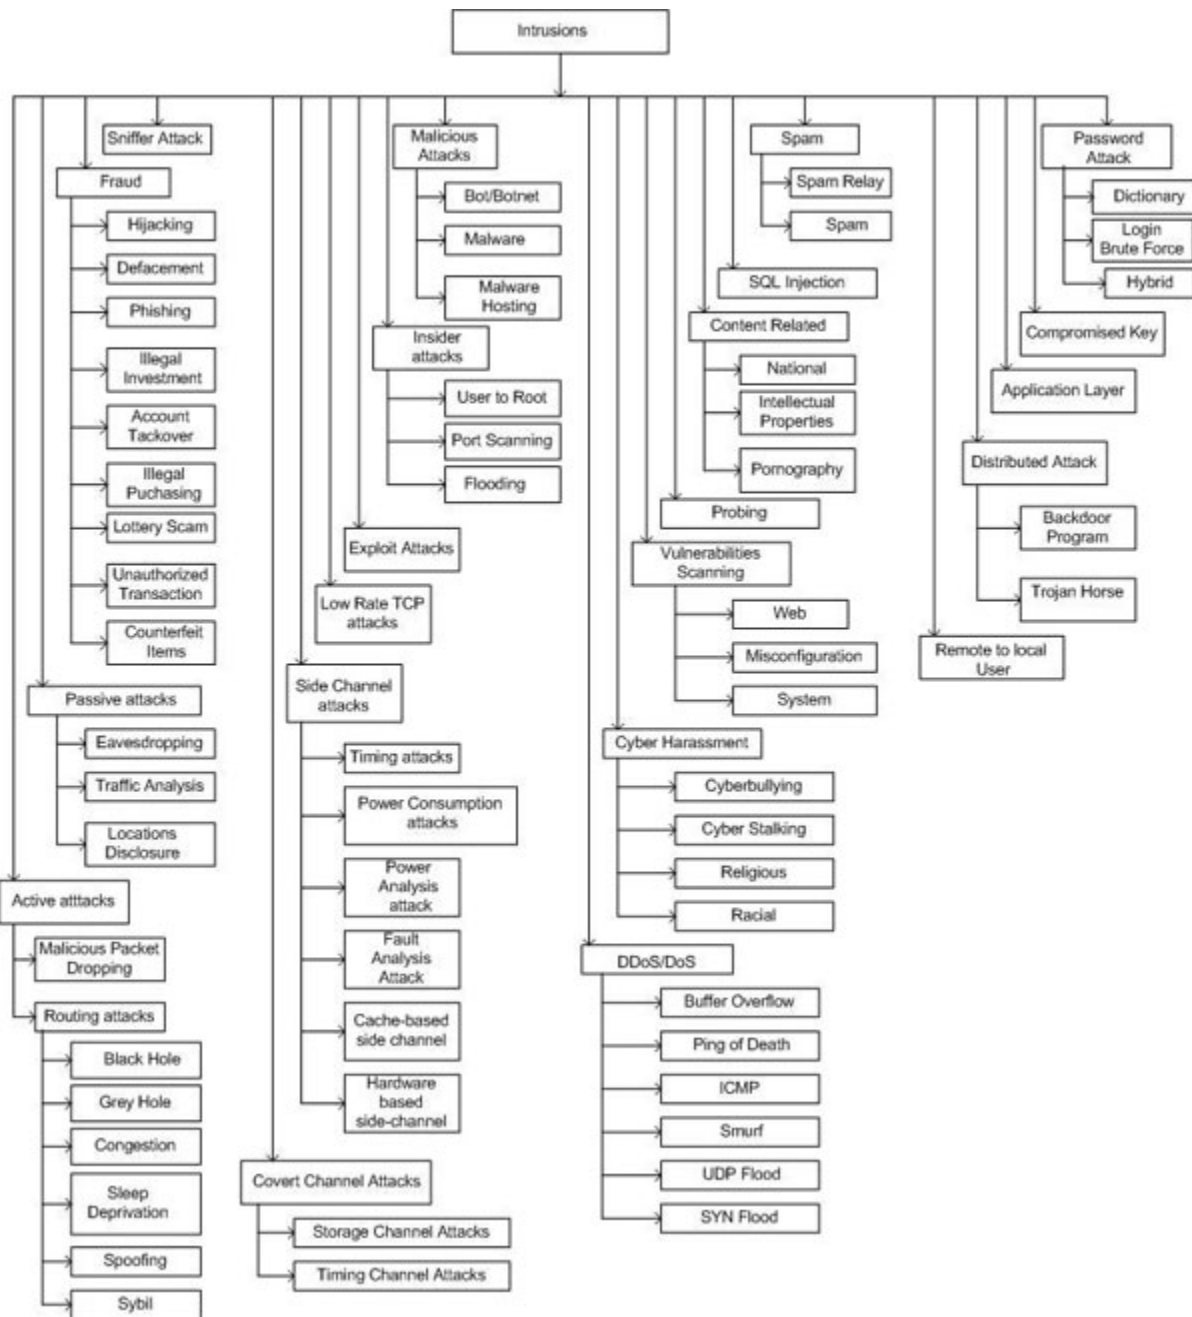 Intrusions
Sniffer Attack
Fraud
Hijacking
Defacement
Phishing
Illegal
Investment
Account
Tackover
Illegal
Puchasing
Lottery Scam
Unauthorized
Transaction
Counterfeit
Items
Passive attacks
Eavesdropping
Traffic Analysis
Locations
Disclosure
Active atttacks
Malicious Packet
Dropping
Routing attacks
Black Hole
Grey Hole
Congestion
Sleep
Deprivation
Spoofing
Sybil
Malicious
Attacks
Bot/Botnet
Malware
Malware
Hosting
Insider
attacks
User to Root
Port Scanning
Flooding
Exploit Attacks
Low Rate TCP
attacks
Side Channel
attacks
Timing attacks
Power Consumption
attacks
Power
Analysis
attack
Fault
Analysis
Attack
Cache-based
side channel
Hardware
based
side-channel
Covert Channel Attacks
Storage Channel Attacks
Timing Channel Attacks
Spam
Spam Relay
Spam
SQL Injection
Content Related
National
Intellectual
Properties
Pornography
Probing
Vulnerabilities
Scanning
Web
Misconfiguration
System
Cyber Harassment
Cyberbullying
Cyber Stalking
Religious
Racial
DDoS/DoS
Buffer Overflow
Ping of Death
ICMP
Smurf
UDP Flood
SYN Flood
Password
Attack
Dictionary
Login
Brute Force
Hybrid
Compromised Key
Application Layer
Distributed Attack
Backdoor
Program
Trojan Horse
Remote to local
User